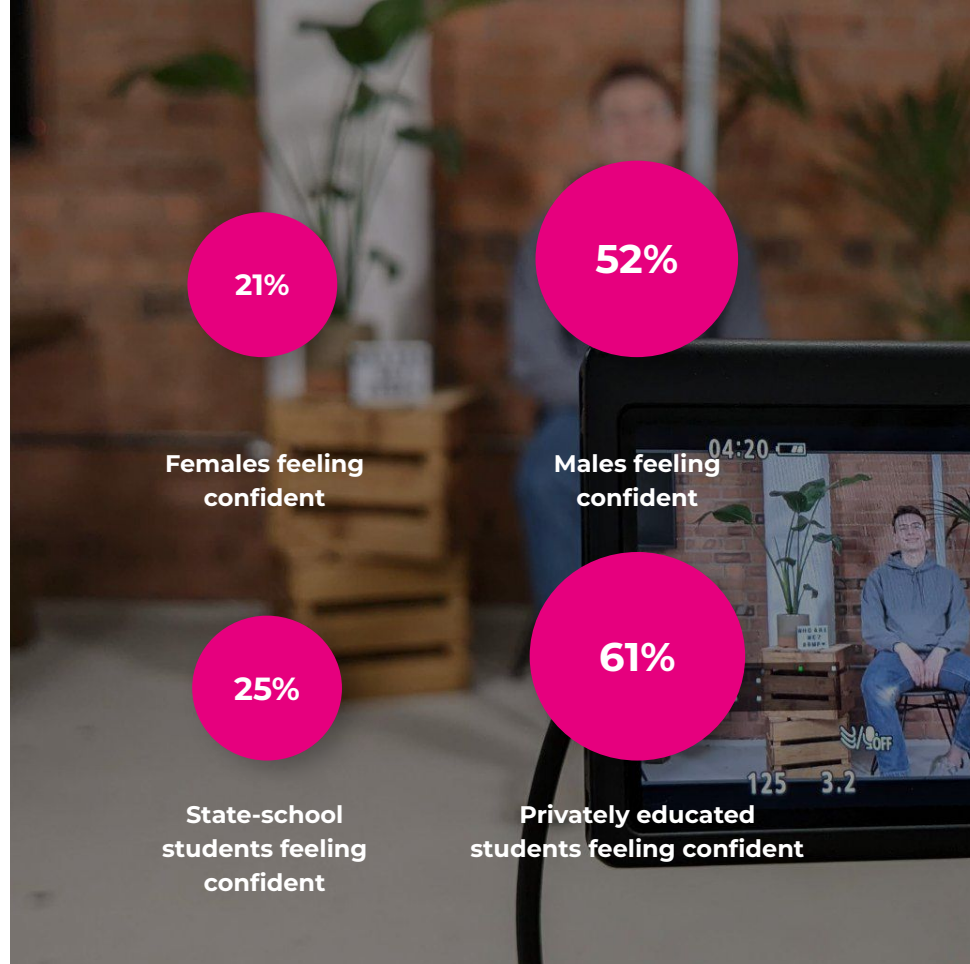 21%
52%
Females feeling
confident
Males feeling
confident
04:20
25%
61%
OFF
125 3.2
State-school
students feeling
confident
Privately educated
students feeling confident